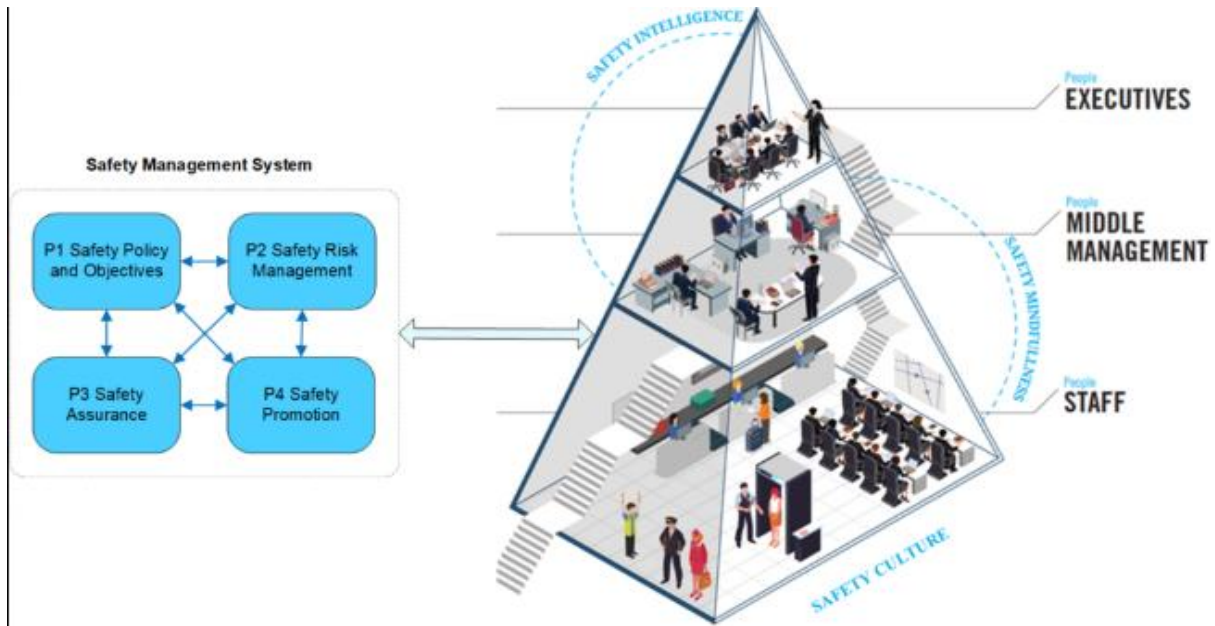 Safety Management System
P1 Safety Policy
and Objectives
P2 Safety Risk
Management
P3 Safety
Assurance
P4 Safety
Promotion
SAFETY INTELLIGENCE
People
EXECUTIVES
People
MIDDLE
MANAGEMENT
SAFETY MINDFULLNESS
People
STAFF
SAFETY CULTURE